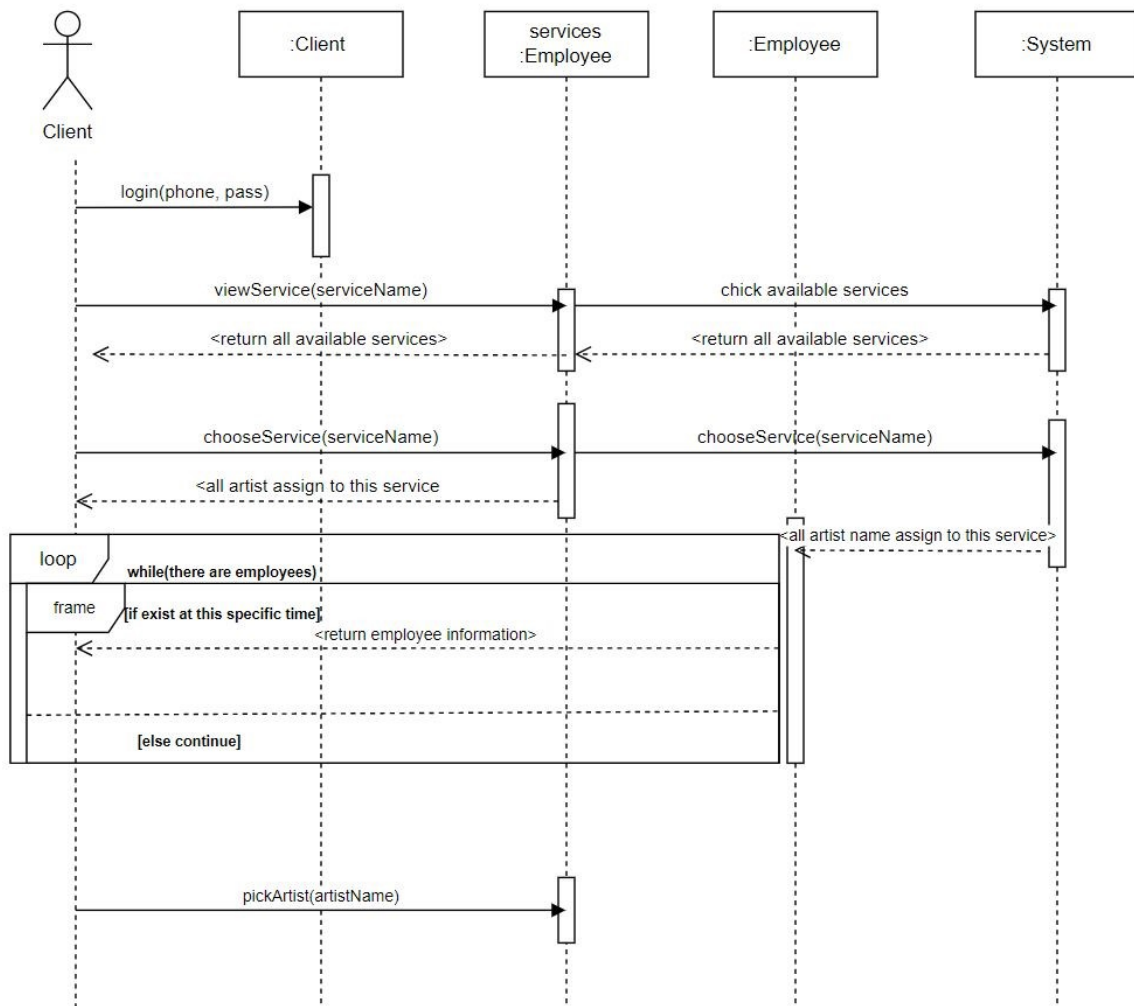 :Client
services
:Employee
:Employee
:System
Client
login(phone, pass)
viewService(serviceName)
chick available services
<return all available services>
<return all available services>
chooseService(serviceName)
chooseService(serviceName)
<all artist assign to this service
<all artist name assign to this service>
loop
while(there are employees)
frame
[if exist at this specific time]
<return employee information>
[else continue]
pickArtist(artistName)